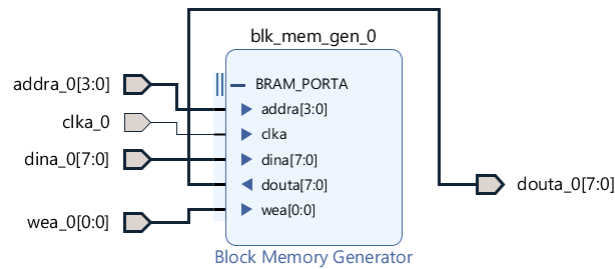 blk_mem_gen_0
BRAM_PORTA
addra_0[3:0]
addra[3:0]
clka_0
clka
dina_0[7:0]
dina[7:0]
douta[7:0]
douta_0[7:0]
wea_0[0:0]
wea[0:0]
Block Memory Generator